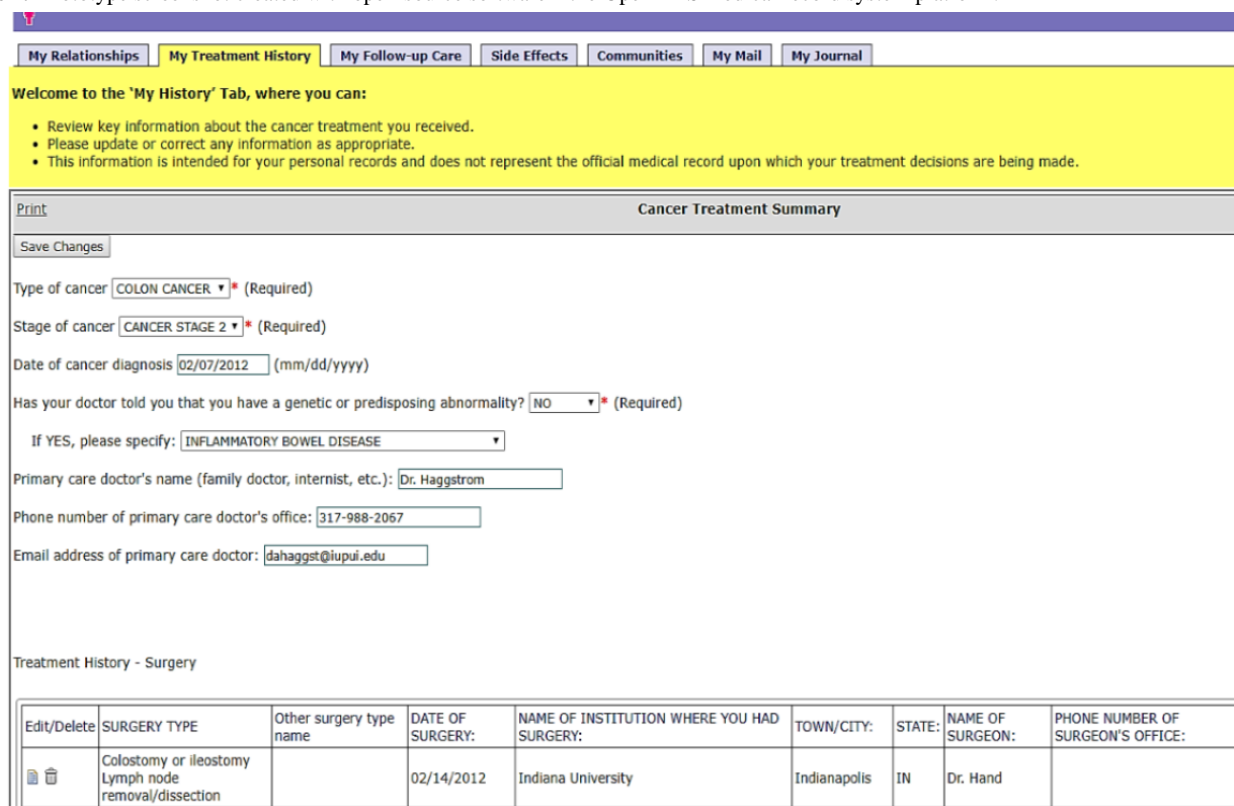 My Relationships My Treatment History My Follow-up Care Side Effects Communities My Mail My Journal
Welcome to the 'My History' Tab, where you can:
• Review key information about the cancer treatment you received.
• Please update or correct any information as appropriate.
• This information is intended for your personal records and does not represent the official medical record upon which your treatment decisions are being made.
Print Cancer Treatment Summary
Save Changes
Type of cancer COLON CANCER * (Required)
Stage of cancer CANCER STAGE 2 * (Required)
Date of cancer diagnosis 02/07/2012 (mm/dd/yyyy)
Has your doctor told you that you have a genetic or predisposing abnormality? NO * (Required)
If YES, please specify: INFLAMMATORY BOWEL DISEASE
Primary care doctor's name (family doctor, internist, etc.): Dr. Haggstrom
Phone number of primary care doctor's office: 317-988-2067
Email address of primary care doctor: dahaggst@iupui.edu
Treatment History - Surgery
Edit/Delete SURGERY TYPE Other surgery type name DATE OF SURGERY: NAME OF INSTITUTION WHERE YOU HAD SURGERY: TOWN/CITY: STATE: NAME OF SURGEON: PHONE NUMBER OF SURGEON'S OFFICE:
Colostomy or ileostomy
Lymph node
removal/dissection
02/14/2012 Indiana University Indianapolis IN Dr. Hand